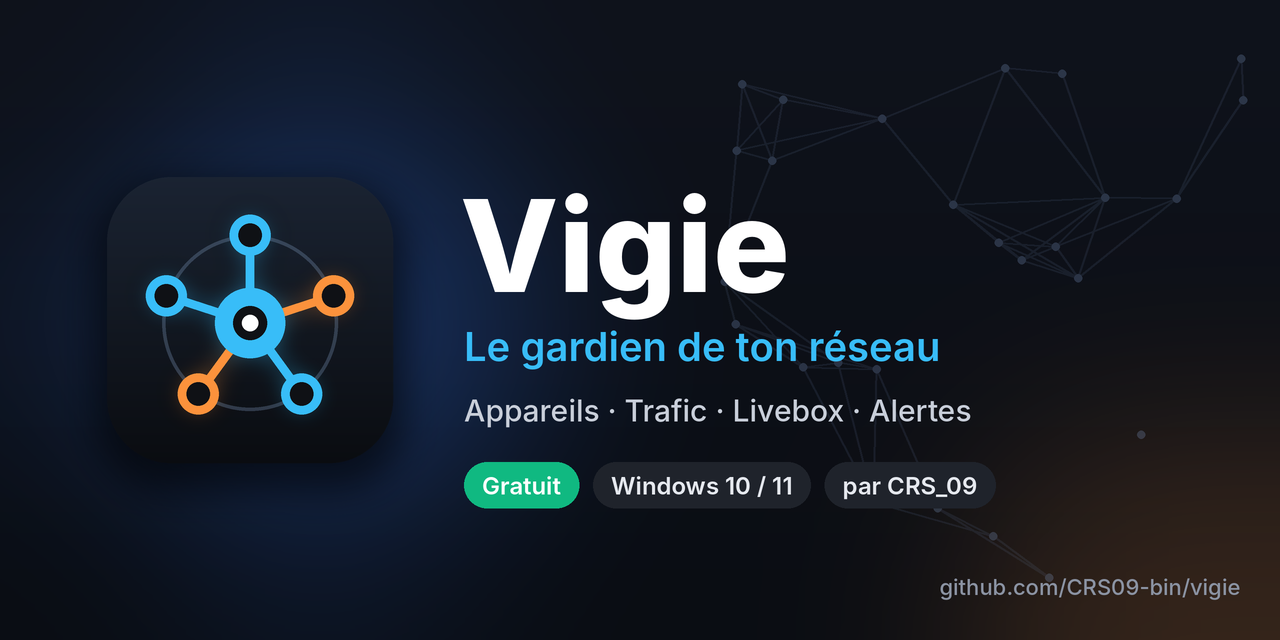 Vigie
Le gardien de ton réseau
Appareils · Trafic · Livebox · Alertes
Gratuit Windows 10 / 11 par CRS_09
github.com/CRS09-bin/vigie